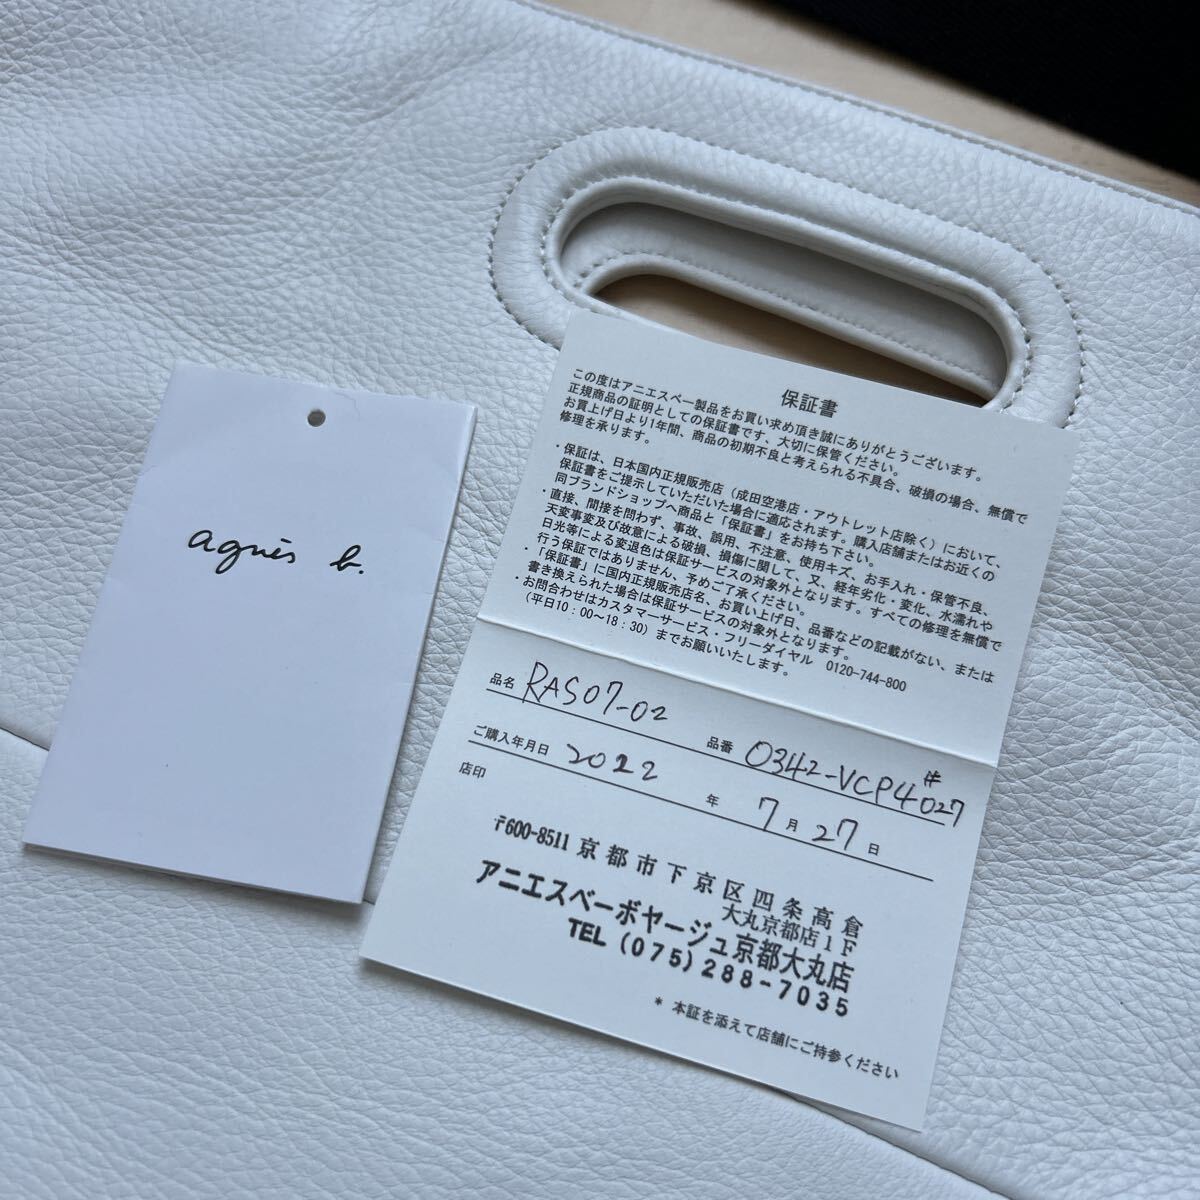 agnès b.
保証書
この度はアニエスベー製品をお買い求め頂き誠にありがとうございます。
正規商品の証明としての保証書です、大切に保管ください。
お買上げ日より1年間、商品の初期不良と考えられる不具合、破損の場合、無償で
修理を承ります。
・保証は、日本国内正規販売店（成田空港店・アウトレット店除く）において、
保証書をご提示していただいた場合に適応されます。購入店舗またはお近くの
同ブランドショップへ商品と「保証書」をお持ち下さい。
・直接、間接を問わず、事故、誤用、不注意、使用キズ、お手入れ・保管不良、
天変事変及び故意による破損、損傷に関して、又、経年劣化・変化、水濡れや
日光等による変退色は保証サービスの対象外となります。すべての修理を無償で
行う保証ではありません、予めご了承ください。
・「保証書」に国内正規販売店名、お買い上げ日、品番などの記載がない、または
書き換えられた場合は保証サービスの対象外となります。
・お問合わせはカスタマーサービス・フリーダイヤル 0120-744-800
（平日10：00～18：30）までお願いいたします。
品名 RAS07-02
品番 0342-VCP4 #027
ご購入年月日 2022 年 7 月 27 日
店印
〒600-8511 京都市下京区四条高倉
大丸京都店1F
アニエスベーボヤージュ京都大丸店
TEL (075)288-7035
* 本証を添えて店舗にご持参ください